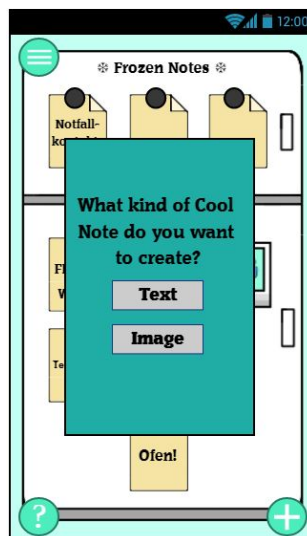 12:00
❄ Frozen Notes ❄
Notfall-
What kind of Cool
Note do you want
to create?
Text
Image
Ofen!
?
+